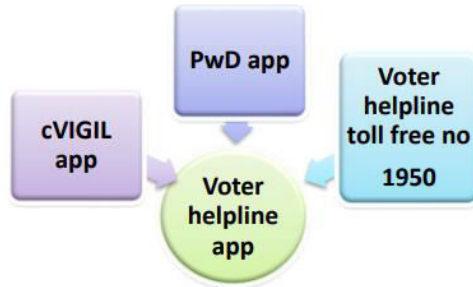 PwD app
cVIGIL
app
Voter
helpline
toll free no
1950
Voter
helpline
app